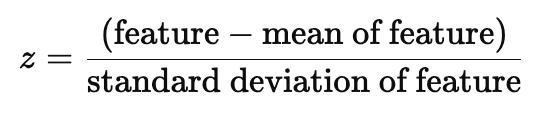 z = (feature − mean of feature) / standard deviation of feature